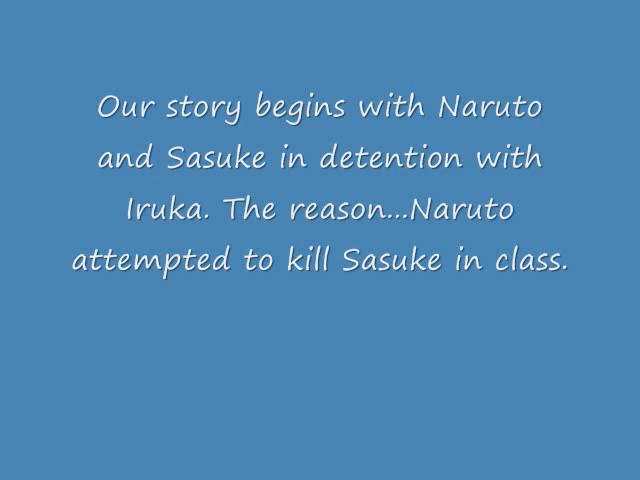 Our story begins with Naruto
and Sasuke in detention with
Iruka. The reason...Naruto
attempted to kill Sasuke in class.